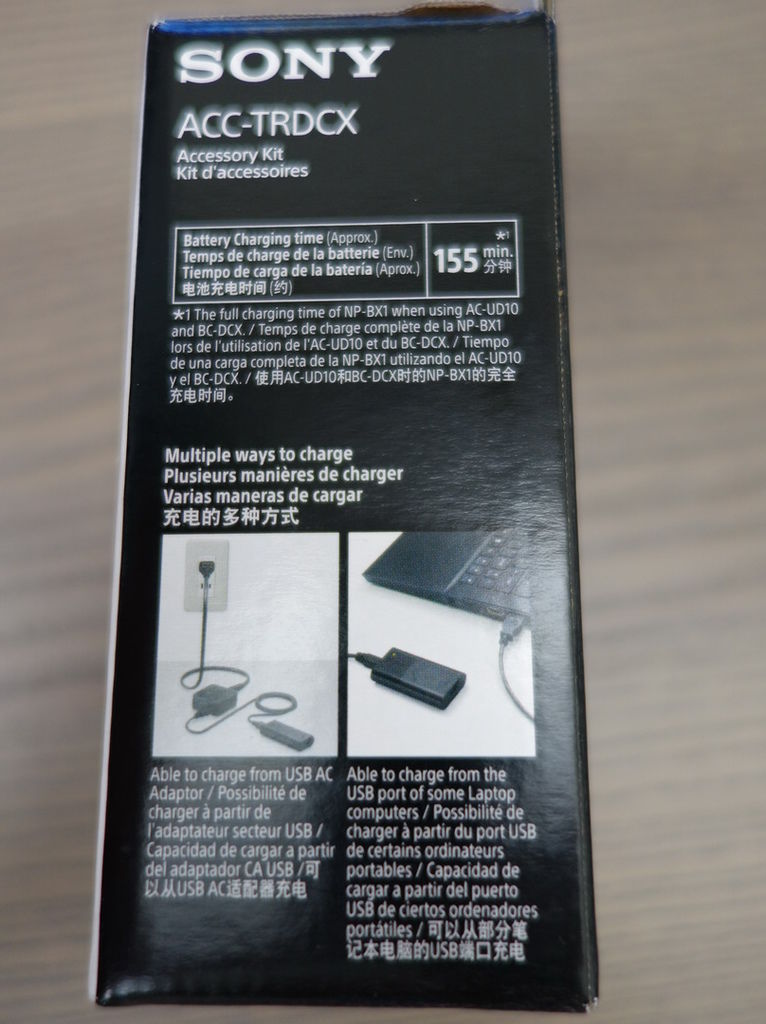 SONY
ACC-TRDCX
Accessory Kit
Kit d'accessoires
Battery Charging time (Approx.)
Temps de charge de la batterie (Env.)
Tiempo de carga de la batería (Aprox.)
电池充电时间 (约)
155 min. *1
分钟
*1 The full charging time of NP-BX1 when using AC-UD10
and BC-DCX. / Temps de charge complète de la NP-BX1
lors de l'utilisation de l'AC-UD10 et du BC-DCX. / Tiempo
de una carga completa de la NP-BX1 utilizando el AC-UD10
y el BC-DCX. / 使用AC-UD10和BC-DCX时的NP-BX1的完全
充电时间。
Multiple ways to charge
Plusieurs manières de charger
Varias maneras de cargar
充电的多种方式
Able to charge from USB AC
Adaptor / Possibilité de
charger à partir de
l'adaptateur secteur USB /
Capacidad de cargar a partir
del adaptador CA USB /可
以从USB AC适配器充电
Able to charge from the
USB port of some Laptop
computers / Possibilité de
charger à partir du port USB
de certains ordinateurs
portables / Capacidad de
cargar a partir del puerto
USB de ciertos ordenadores
portátiles / 可以从部分笔
记本电脑的USB端口充电